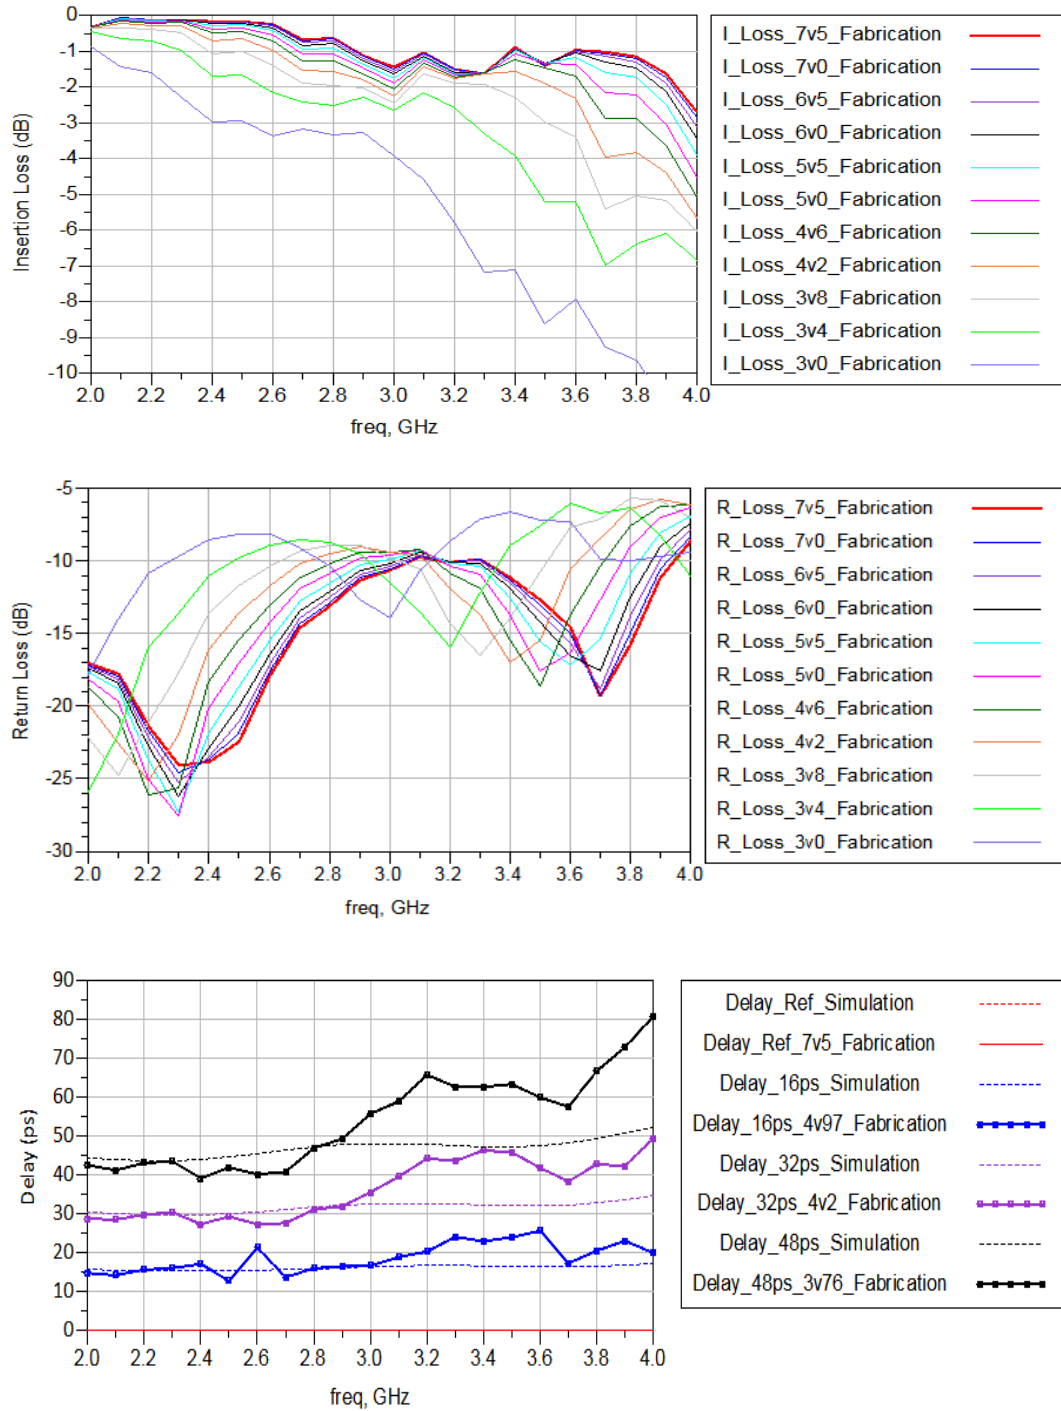 0
-1
-2
-3
-4
-5
-6
-7
-8
-9
-10
Insertion Loss (dB)
2.0 2.2 2.4 2.6 2.8 3.0 3.2 3.4 3.6 3.8 4.0
freq, GHz
I_Loss_7v5_Fabrication
I_Loss_7v0_Fabrication
I_Loss_6v5_Fabrication
I_Loss_6v0_Fabrication
I_Loss_5v5_Fabrication
I_Loss_5v0_Fabrication
I_Loss_4v6_Fabrication
I_Loss_4v2_Fabrication
I_Loss_3v8_Fabrication
I_Loss_3v4_Fabrication
I_Loss_3v0_Fabrication
-5
-10
-15
-20
-25
-30
Return Loss (dB)
2.0 2.2 2.4 2.6 2.8 3.0 3.2 3.4 3.6 3.8 4.0
freq, GHz
R_Loss_7v5_Fabrication
R_Loss_7v0_Fabrication
R_Loss_6v5_Fabrication
R_Loss_6v0_Fabrication
R_Loss_5v5_Fabrication
R_Loss_5v0_Fabrication
R_Loss_4v6_Fabrication
R_Loss_4v2_Fabrication
R_Loss_3v8_Fabrication
R_Loss_3v4_Fabrication
R_Loss_3v0_Fabrication
90
80
70
60
50
40
30
20
10
0
Delay (ps)
2.0 2.2 2.4 2.6 2.8 3.0 3.2 3.4 3.6 3.8 4.0
freq, GHz
Delay_Ref_Simulation
Delay_Ref_7v5_Fabrication
Delay_16ps_Simulation
Delay_16ps_4v97_Fabrication
Delay_32ps_Simulation
Delay_32ps_4v2_Fabrication
Delay_48ps_Simulation
Delay_48ps_3v76_Fabrication